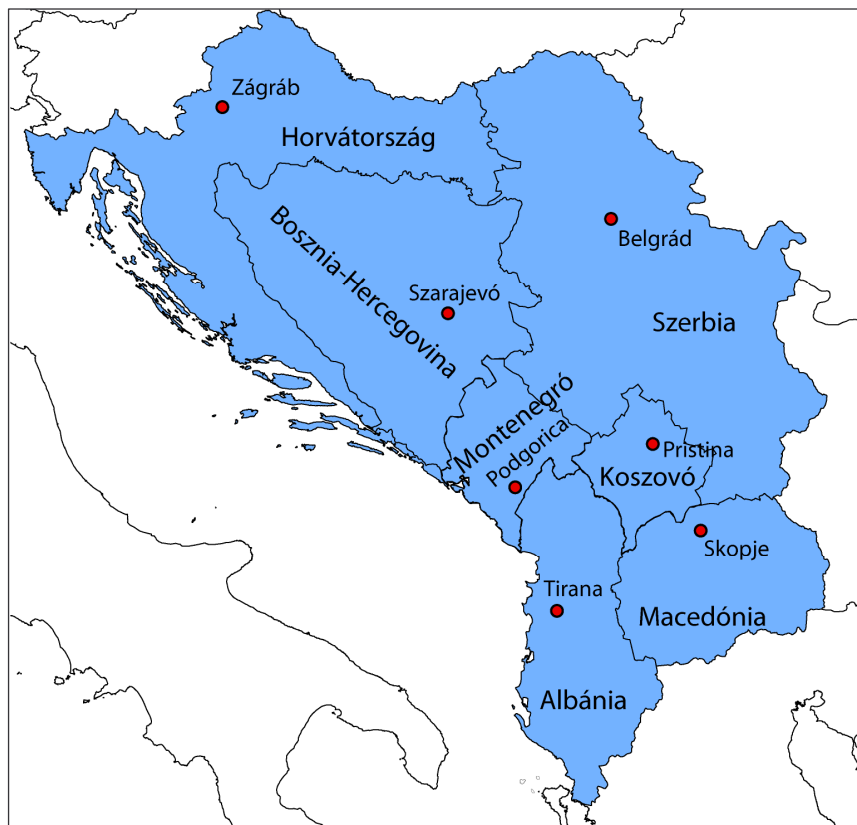 Zágráb
Horvátország
Bosznia-Hercegovina
Belgrád
Szarajevó
Szerbia
Montenegró
Podgorica
Pristina
Koszovó
Skopje
Tirana
Macedónia
Albánia